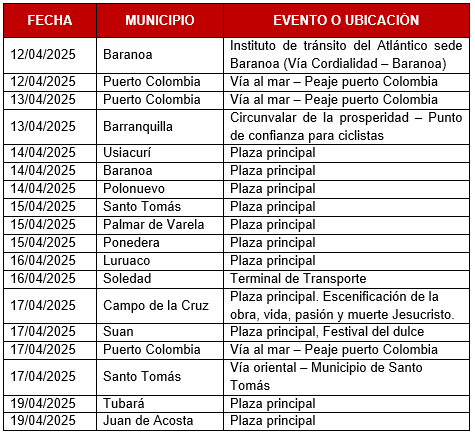 FECHA MUNICIPIO EVENTO O UBICACIÓN
12/04/2025 Baranoa Instituto de tránsito del Atlántico sede
Baranoa (Vía Cordialidad – Baranoa)
12/04/2025 Puerto Colombia Vía al mar – Peaje puerto Colombia
13/04/2025 Puerto Colombia Vía al mar – Peaje puerto Colombia
13/04/2025 Barranquilla Circunvalar de la prosperidad – Punto
de confianza para ciclistas
14/04/2025 Usiacurí Plaza principal
14/04/2025 Baranoa Plaza principal
14/04/2025 Polonuevo Plaza principal
15/04/2025 Santo Tomás Plaza principal
15/04/2025 Palmar de Varela Plaza principal
15/04/2025 Ponedera Plaza principal
16/04/2025 Luruaco Plaza principal
16/04/2025 Soledad Terminal de Transporte
17/04/2025 Campo de la Cruz Plaza principal. Escenificación de la
obra, vida, pasión y muerte Jesucristo.
17/04/2025 Suan Plaza principal, Festival del dulce
17/04/2025 Puerto Colombia Vía al mar – Peaje puerto Colombia
17/04/2025 Santo Tomás Vía oriental – Municipio de Santo
Tomás
19/04/2025 Tubará Plaza principal
19/04/2025 Juan de Acosta Plaza principal